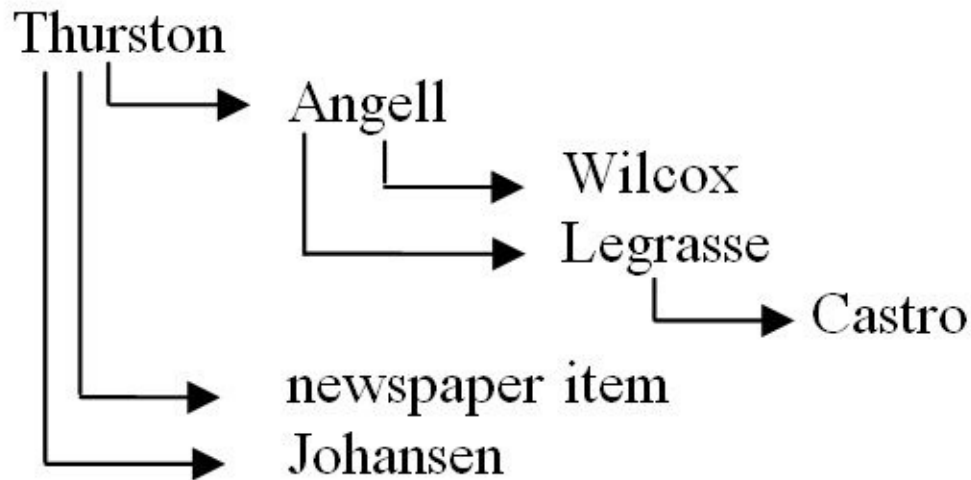 Thurston
Angell
Wilcox
Legrasse
Castro
newspaper item
Johansen